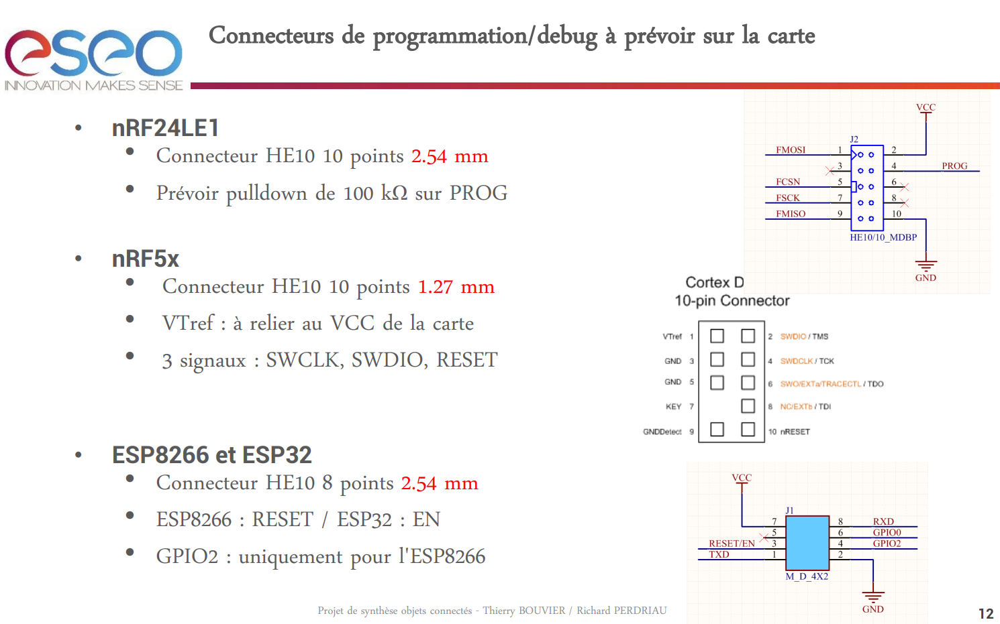 eseo
INNOVATION MAKES SENSE
Connecteurs de programmation/debug à prévoir sur la carte
• nRF24LE1
• Connecteur HE10 10 points 2.54 mm
• Prévoir pulldown de 100 kΩ sur PROG
VCC
J2
FMOSI 1 2
3 4 PROG
FCSN 5 6
FSCK 7 8
FMISO 9 10
HE10/10_MDBP
GND
• nRF5x
• Connecteur HE10 10 points 1.27 mm
• VTref : à relier au VCC de la carte
• 3 signaux : SWCLK, SWDIO, RESET
Cortex D
10-pin Connector
VTref 1 2 SWDIO / TMS
GND 3 4 SWDCLK / TCK
GND 5 6 SWO/EXTa/TRACECTL / TDO
KEY 7 8 NC/EXTb / TDI
GNDDetect 9 10 nRESET
• ESP8266 et ESP32
• Connecteur HE10 8 points 2.54 mm
• ESP8266 : RESET / ESP32 : EN
• GPIO2 : uniquement pour l'ESP8266
VCC
J1
7 8 RXD
5 6 GPIO0
RESET/EN 3 4 GPIO2
TXD 1 2
M_D_4X2
GND
Projet de synthèse objets connectés - Thierry BOUVIER / Richard PERDRIAU
12